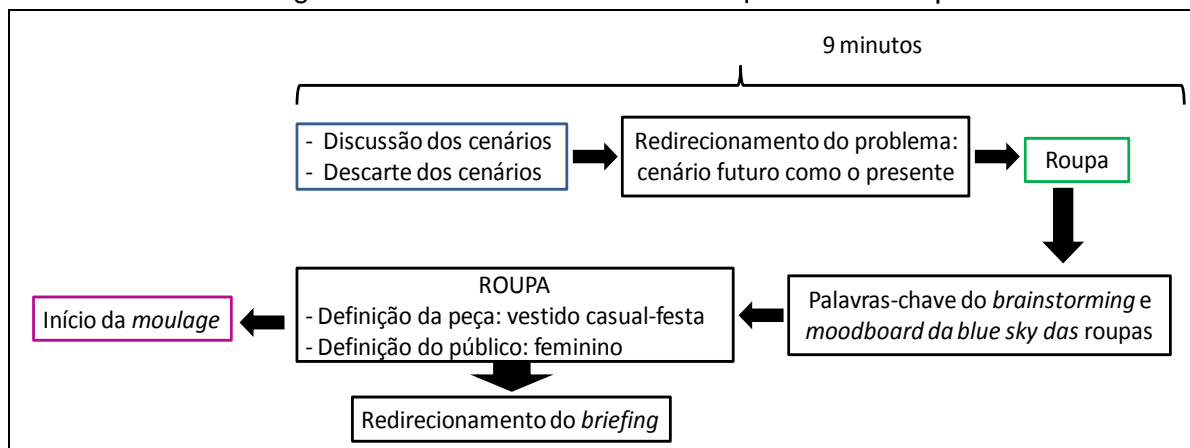 9 minutos
- Discussão dos cenários
- Descarte dos cenários
Redirecionamento do problema:
cenário futuro como o presente
Roupa
Palavras-chave do brainstorming e
moodboard da blue sky das roupas
ROUPA
- Definição da peça: vestido casual-festa
- Definição do público: feminino
Início da moulage
Redirecionamento do briefing